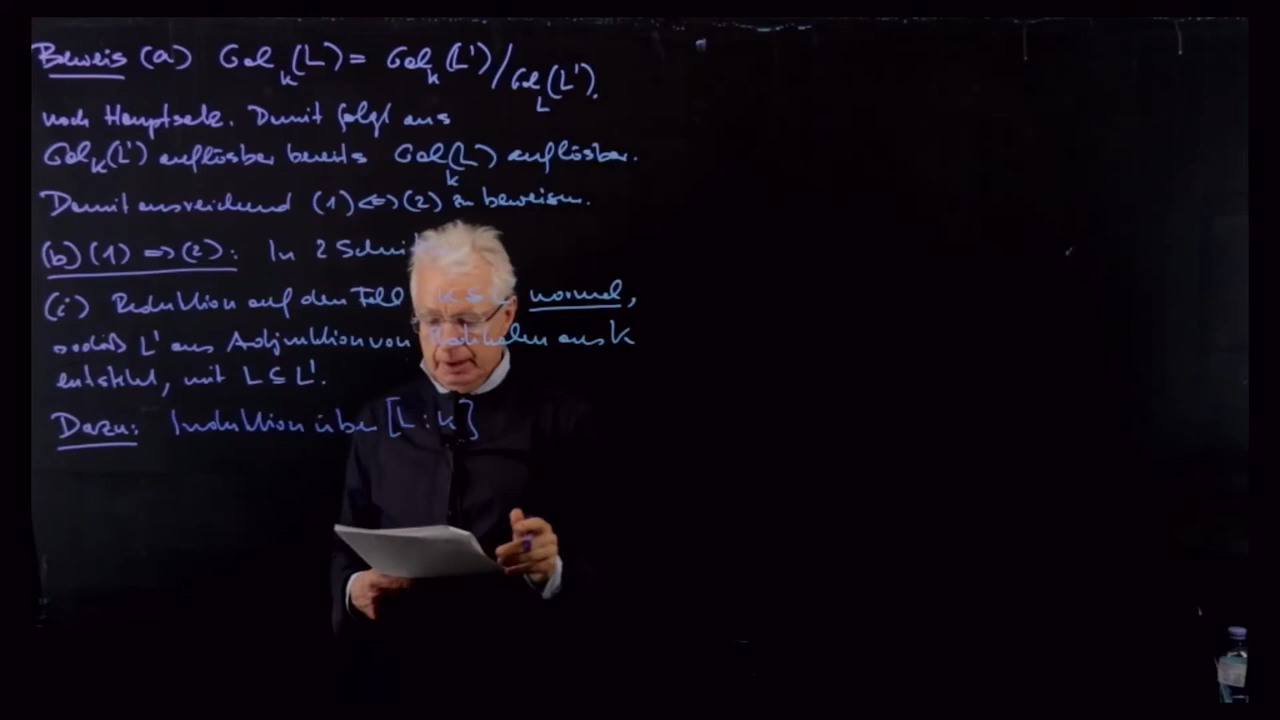 Beweis (a) Gal_k(L) = Gal_k(L')/Gal_L(L').
nach Hauptsatz. Damit folgt aus
Gal_k(L') auflösbar bereits Gal_k(L) auflösbar.
Damit ausreichend (1)⇔(2) zu beweisen.
(b) (1) ⇒ (2): In 2 Schri
(i) Reduktion auf den Fall k normal,
sodaß L' aus Adjunktion von Radikalen aus k
entsteht, mit L ⊆ L'.
Dazu: Induktion über [L:k]